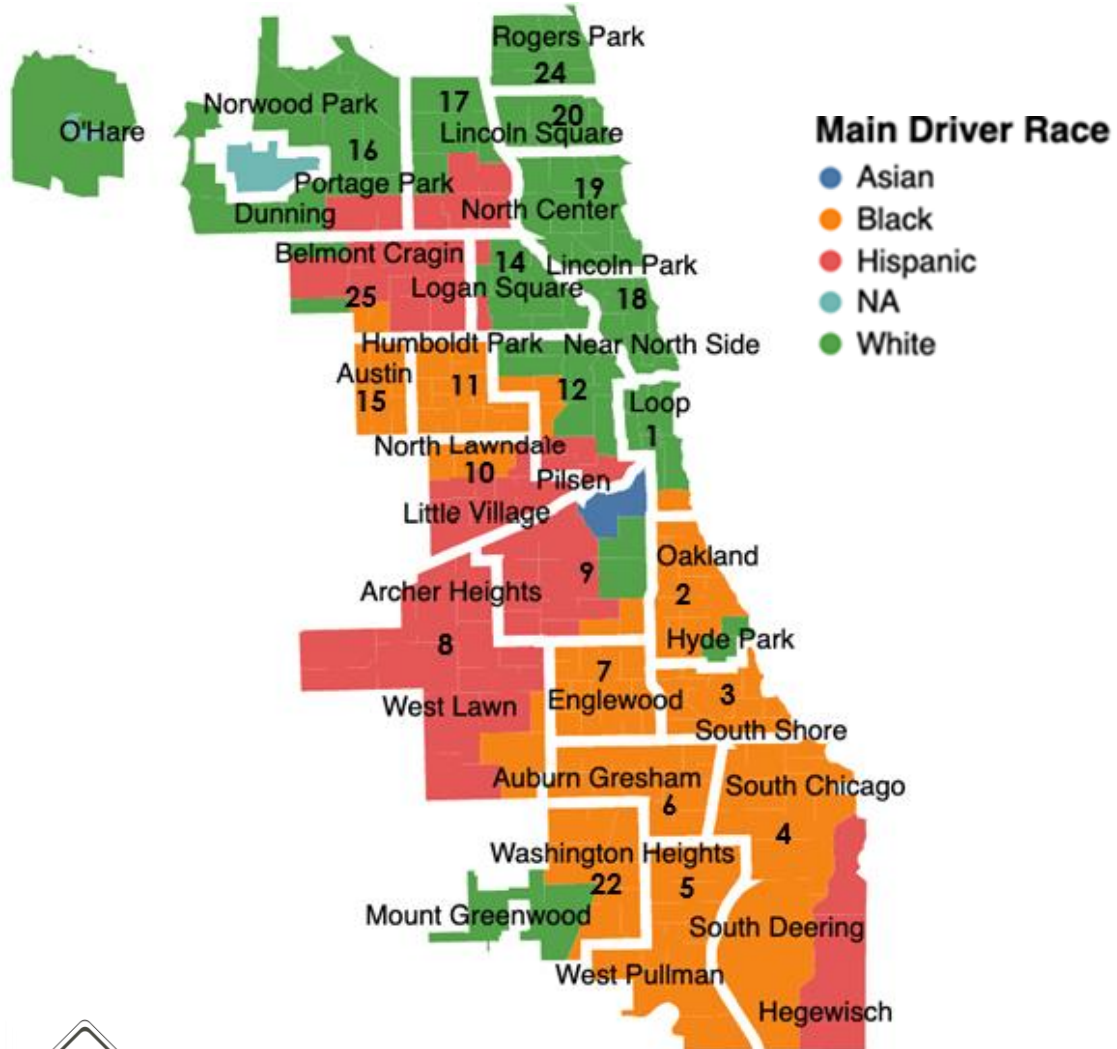 Rogers Park
24
Norwood Park
17
20
O'Hare
Lincoln Square
16
Portage Park
19
Dunning
North Center
Belmont Cragin
14
Lincoln Park
25
Logan Square
18
Humboldt Park
Near North Side
Austin
11
12
15
Loop
1
North Lawndale
10
Pilsen
Little Village
Oakland
9
Archer Heights
2
8
Hyde Park
7
West Lawn
Englewood
3
South Shore
Auburn Gresham
South Chicago
6
4
Washington Heights
22
5
Mount Greenwood
South Deering
West Pullman
Hegewisch
Main Driver Race
Asian
Black
Hispanic
NA
White